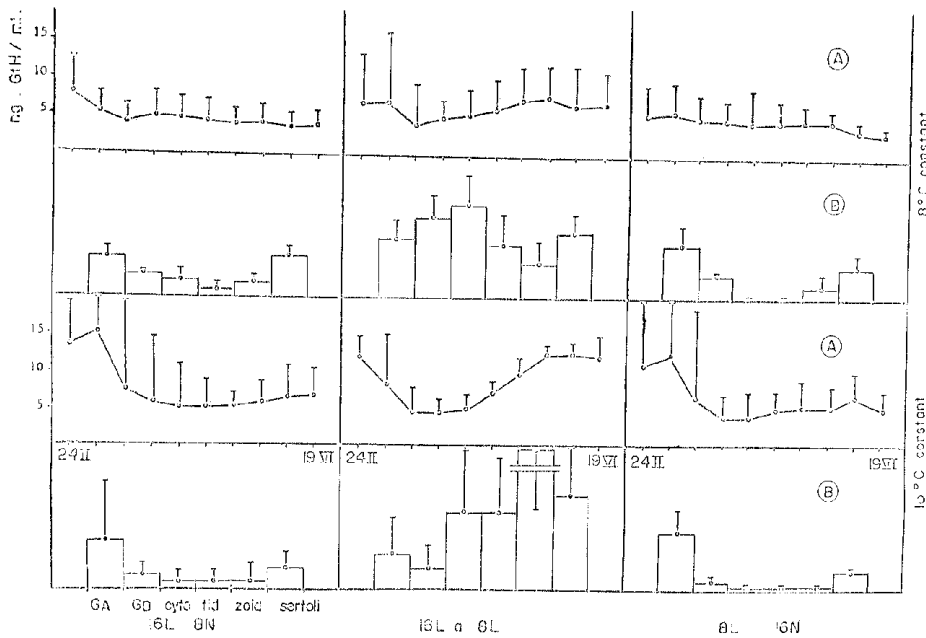 ng. GtH / ml.
15
10
5
A
8°C constant
B
15
10
5
A
16°C constant
24 II
19 VI
24 II
19 VI
24 II
19 VI
B
GA GB cyto tid zoid sertoli
16L 8N
16L a 8L
8L 16N